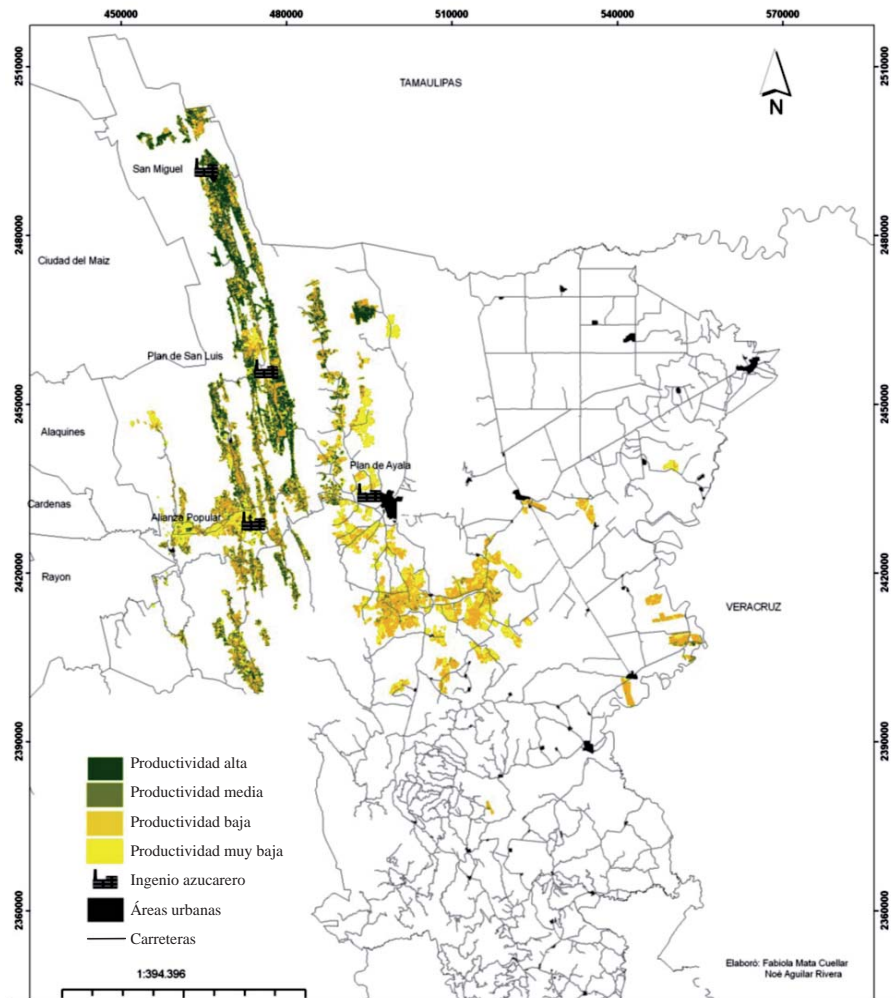 450000 480000 510000 540000 570000
2510000 2510000
TAMAULIPAS
N
San Miguel
2480000 2480000
Ciudad del Maiz
Plan de San Luis
2450000 2450000
Alaquines
Plan de Ayala
Cardenas
Alianza Popular
2420000 2420000
Rayon
VERACRUZ
2390000 2390000
Productividad alta
Productividad media
Productividad baja
Productividad muy baja
Ingenio azucarero
Áreas urbanas
Carreteras
2360000 2360000
Elaboró: Fabiola Mata Cuellar
Noé Aguilar Rivera
1:394.396